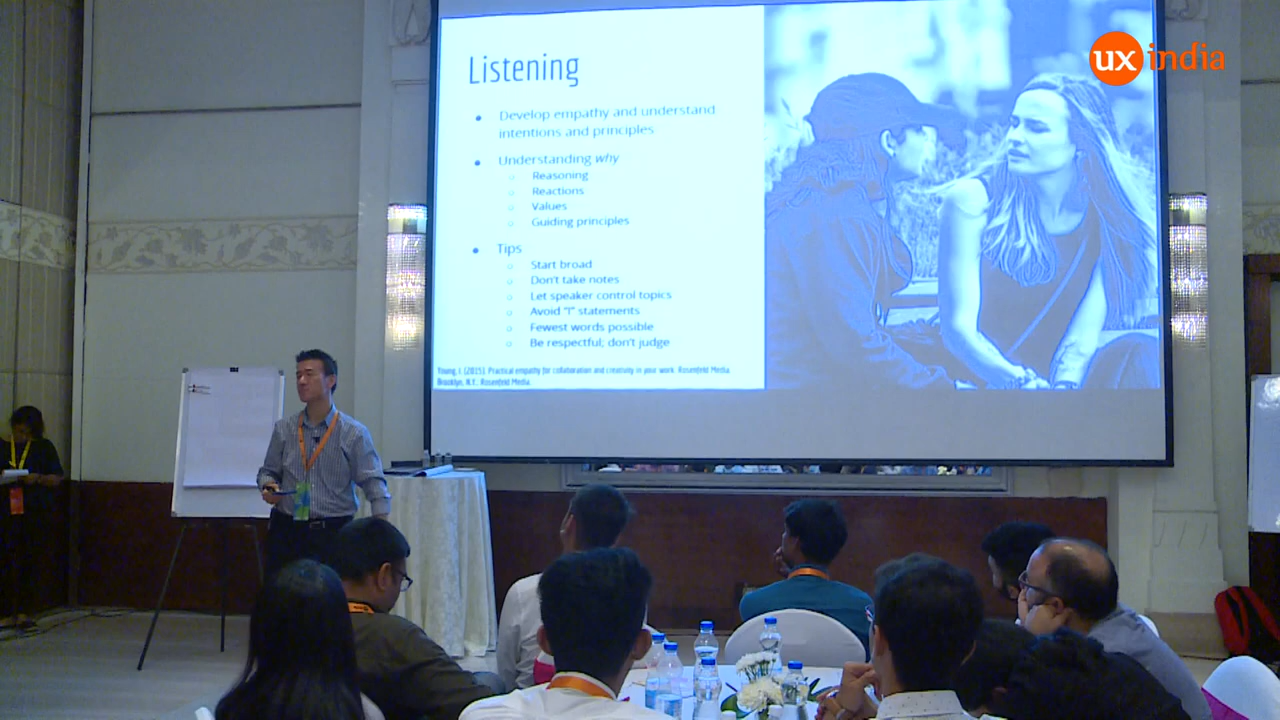 ux india
Listening
Develop empathy and understand
intentions and principles
Understanding why
Reasoning
Reactions
Values
Guiding principles
Tips
Start broad
Don't take notes
Let speaker control topics
Avoid "I" statements
Fewest words possible
Be respectful; don't judge
Young, I. (2015). Practical empathy for collaboration and creativity in your work. Rosenfeld Media.
Brooklyn, N.Y.: Rosenfeld Media.